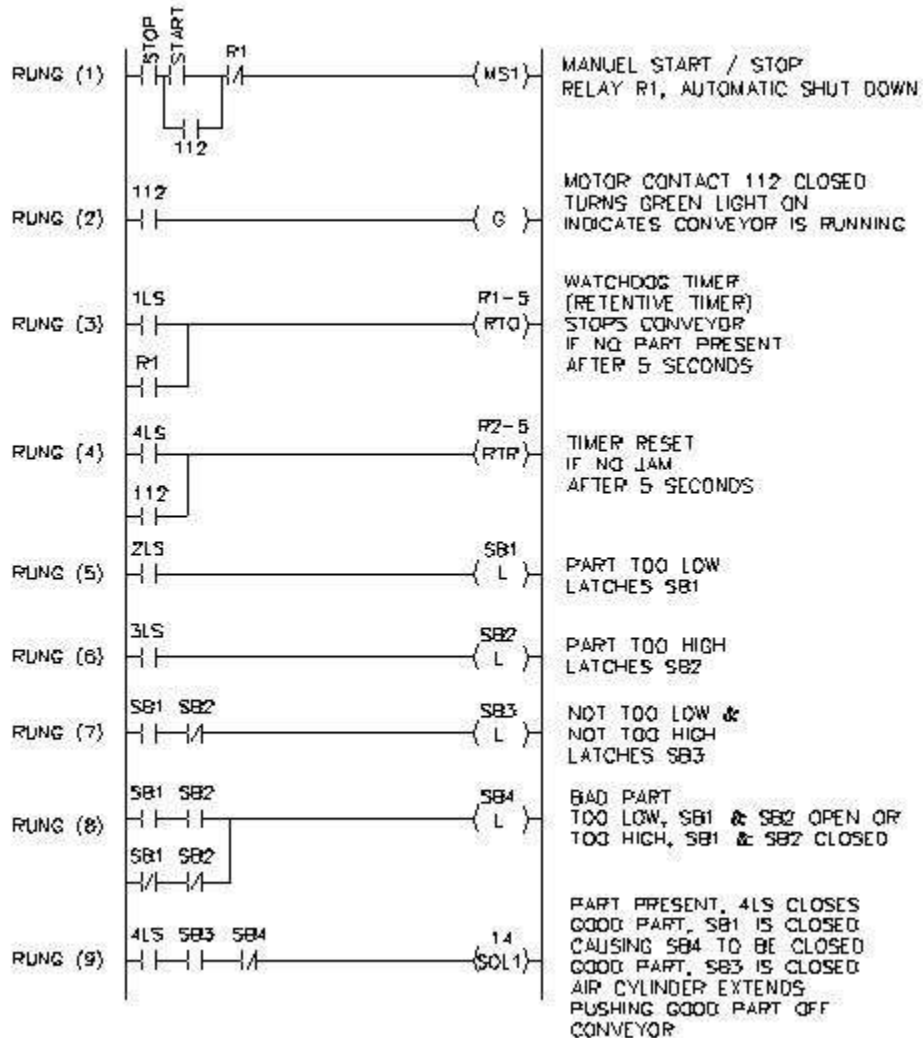 STOP
START
R1
RUNG (1)
MS1
MANUEL START / STOP
RELAY R1, AUTOMATIC SHUT DOWN
112
112
RUNG (2)
G
MOTOR CONTACT 112 CLOSED
TURNS GREEN LIGHT ON
INDICATES CONVEYOR IS RUNNING
1LS
R1-5
RUNG (3)
RTO
R1
WATCHDOG TIMER
(RETENTIVE TIMER)
STOPS CONVEYOR
IF NO PART PRESENT
AFTER 5 SECONDS
4LS
R2-5
RUNG (4)
RTR
112
TIMER RESET
IF NO JAM
AFTER 5 SECONDS
2LS
SB1
RUNG (5)
L
PART TOO LOW
LATCHES SB1
3LS
SB2
RUNG (6)
L
PART TOO HIGH
LATCHES SB2
SB1 SB2
SB3
RUNG (7)
L
NOT TOO LOW &
NOT TOO HIGH
LATCHES SB3
SB1 SB2
SB4
RUNG (8)
L
SB1 SB2
BAD PART
TOO LOW, SB1 & SB2 OPEN OR
TOO HIGH, SB1 & SB2 CLOSED
4LS SB3 SB4
14
RUNG (9)
SOL1
PART PRESENT, 4LS CLOSES
GOOD PART, SB1 IS CLOSED
CAUSING SB4 TO BE CLOSED
GOOD PART, SB3 IS CLOSED
AIR CYLINDER EXTENDS
PUSHING GOOD PART OFF
CONVEYOR